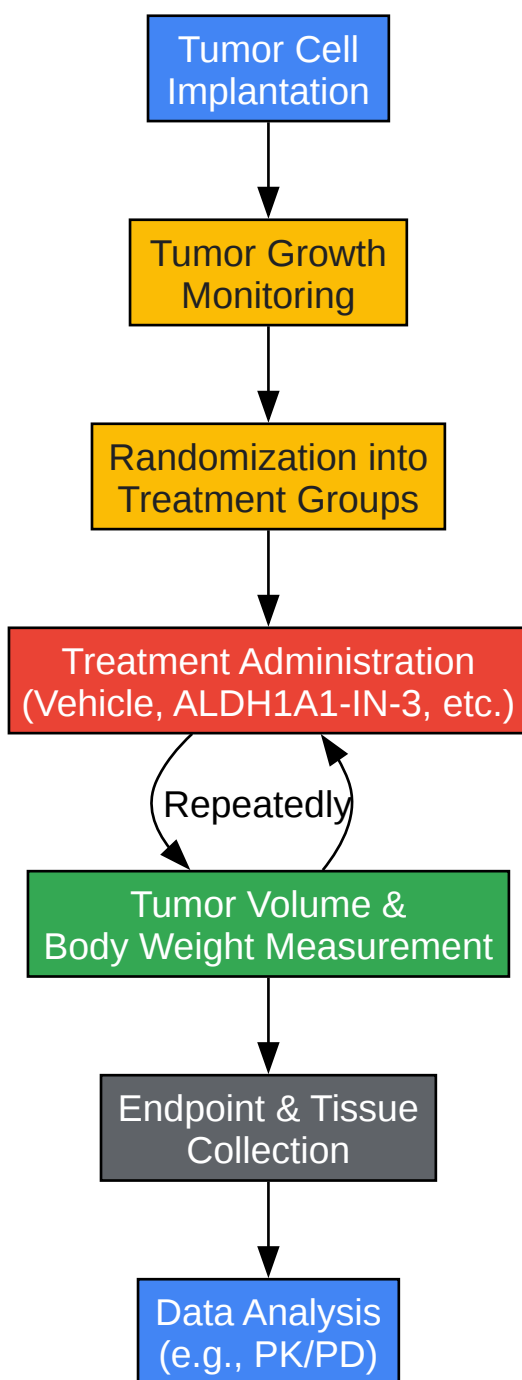 Tumor Cell
Implantation
Tumor Growth
Monitoring
Randomization into
Treatment Groups
Treatment Administration
(Vehicle, ALDH1A1-IN-3, etc.)
Repeatedly
Tumor Volume &
Body Weight Measurement
Endpoint & Tissue
Collection
Data Analysis
(e.g., PK/PD)